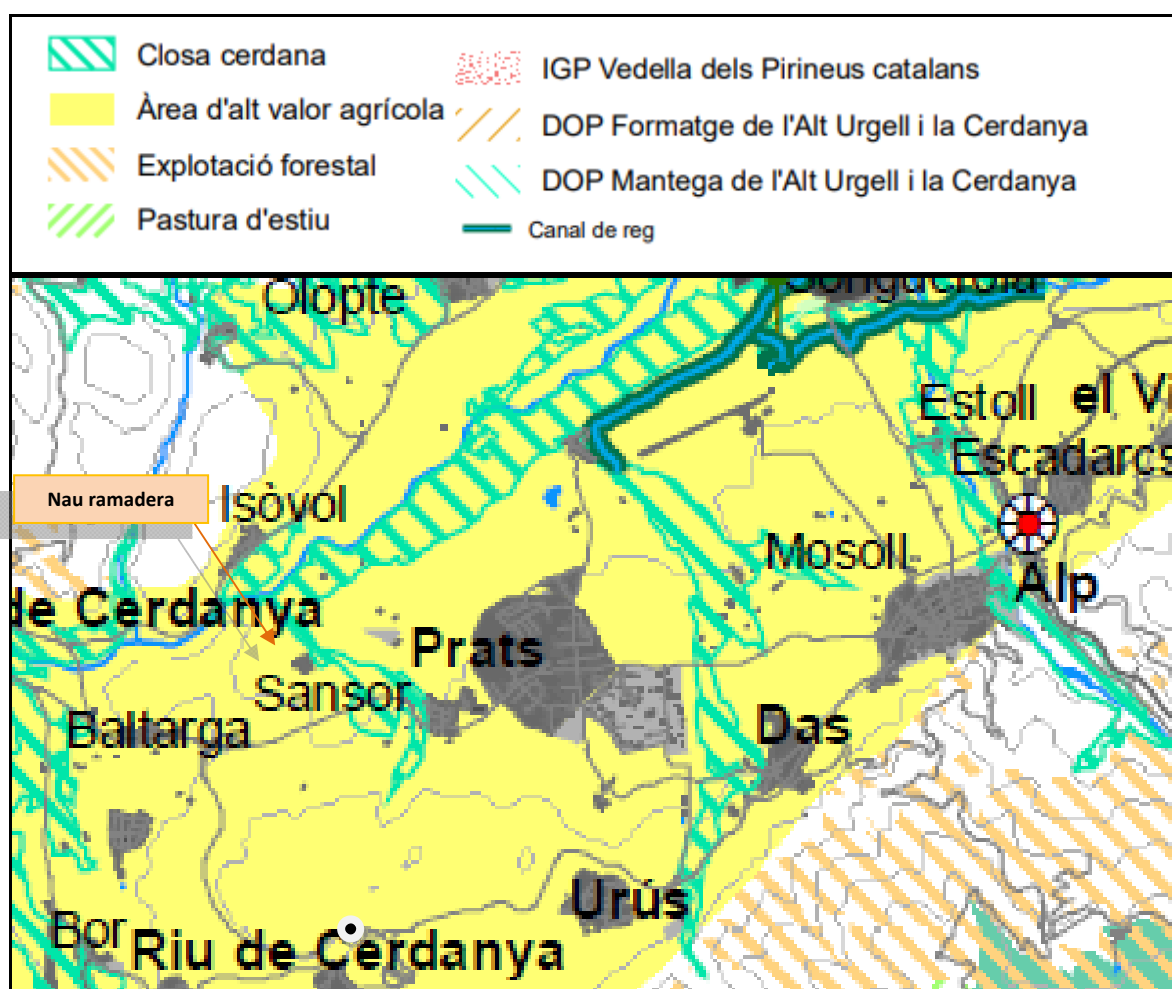 Closa cerdana
Àrea d'alt valor agrícola
Explotació forestal
Pastura d'estiu
IGP Vedella dels Pirineus catalans
DOP Formatge de l'Alt Urgell i la Cerdanya
DOP Mantega de l'Alt Urgell i la Cerdanya
Canal de reg
Olopte
Estoll
el Vi
Escadarcs
Nau ramadera
Isòvol
Mosoll
Alp
de Cerdanya
Prats
Sansor
Baltarga
Das
Urús
Bor
Riu de Cerdanya